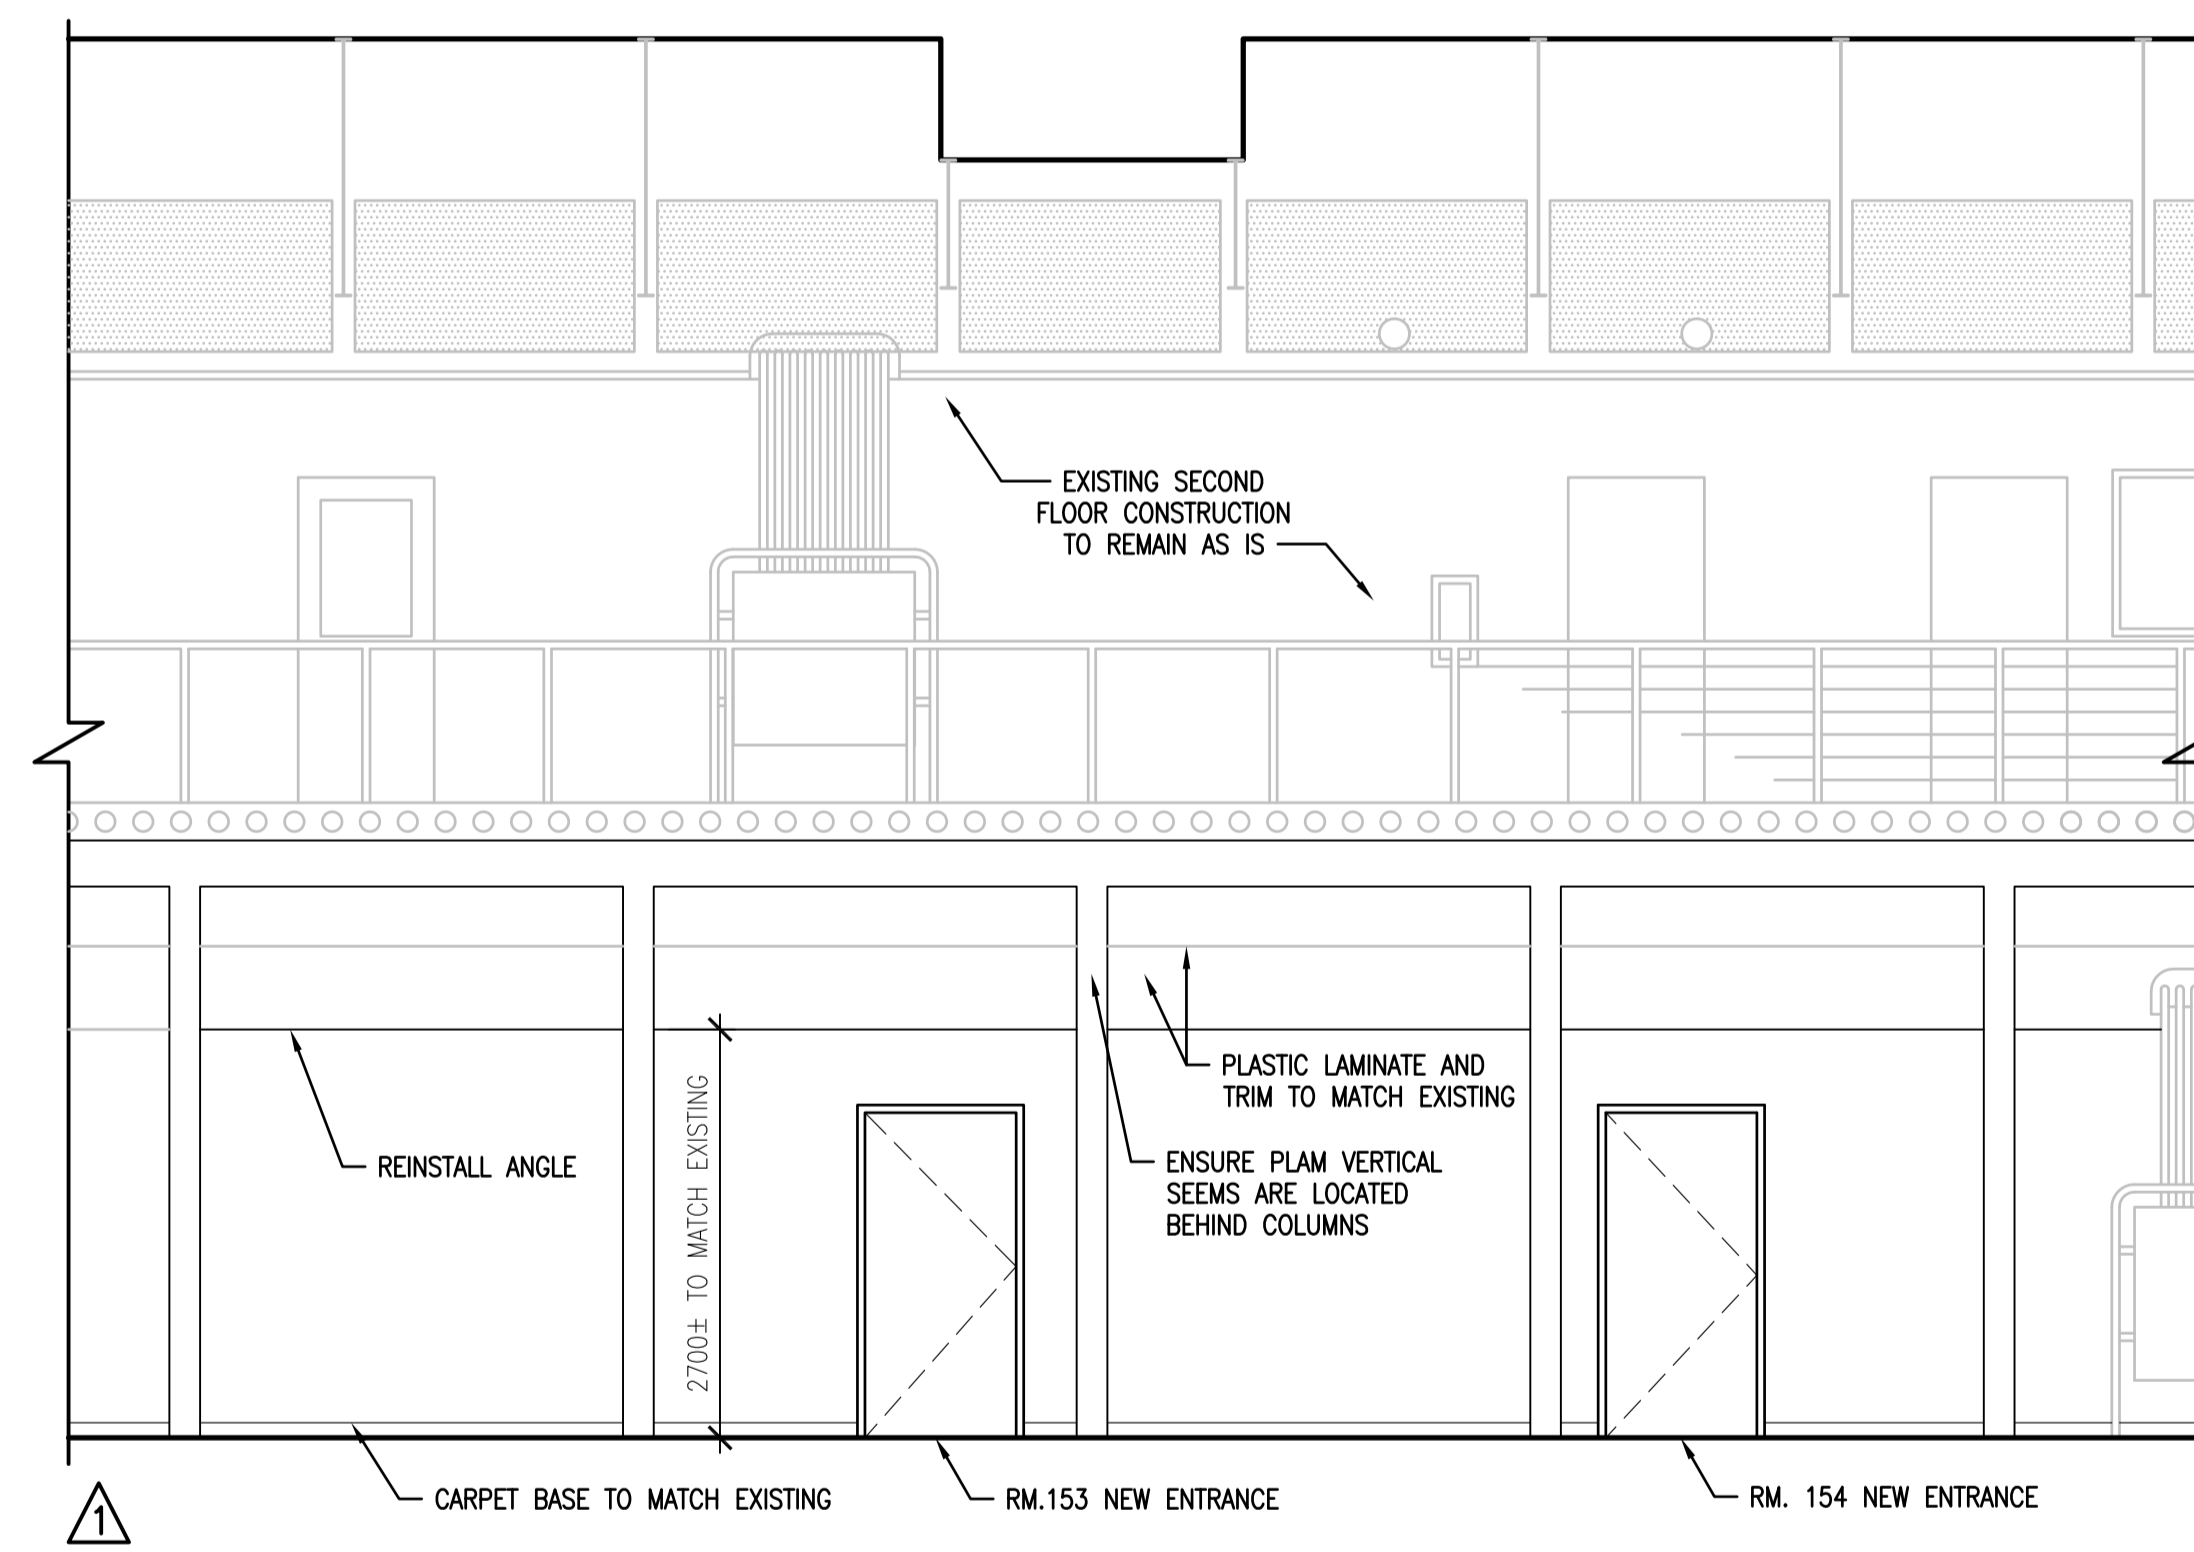 EXISTING SECOND
FLOOR CONSTRUCTION
TO REMAIN AS IS
PLASTIC LAMINATE AND
TRIM TO MATCH EXISTING
REINSTALL ANGLE
2700± TO MATCH EXISTING
ENSURE PLAM VERTICAL
SEEMS ARE LOCATED
BEHIND COLUMNS
CARPET BASE TO MATCH EXISTING
RM.153 NEW ENTRANCE
RM. 154 NEW ENTRANCE
1